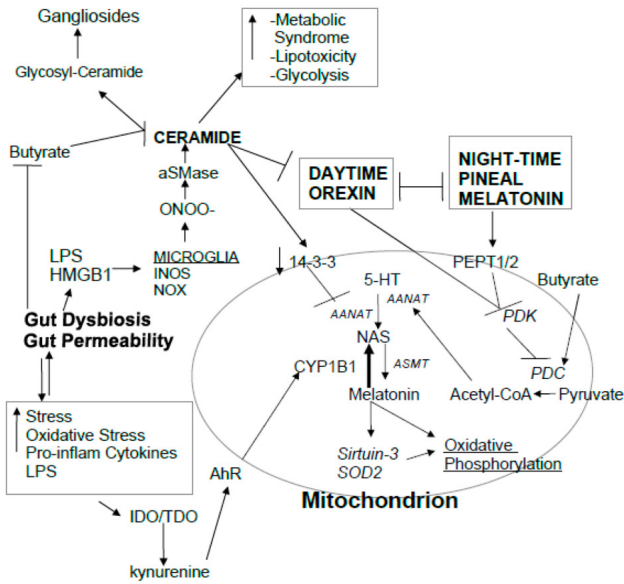 Gangliosides
Glycosyl-Ceramide
-Metabolic
Syndrome
-Lipotoxicity
-Glycolysis
Butyrate
CERAMIDE
aSMase
ONOO-
DAYTIME
OREXIN
NIGHT-TIME
PINEAL
MELATONIN
LPS
HMGB1
MICROGLIA
INOS
NOX
14-3-3
PEPT1/2
Butyrate
5-HT
AANAT
AANAT
PDK
Gut Dysbiosis
Gut Permeability
NAS
CYP1B1
ASMT
PDC
Melatonin
Acetyl-CoA
Pyruvate
Stress
Oxidative Stress
Pro-inflam Cytokines
LPS
Sirtuin-3
SOD2
Oxidative
Phosphorylation
AhR
Mitochondrion
IDO/TDO
kynurenine